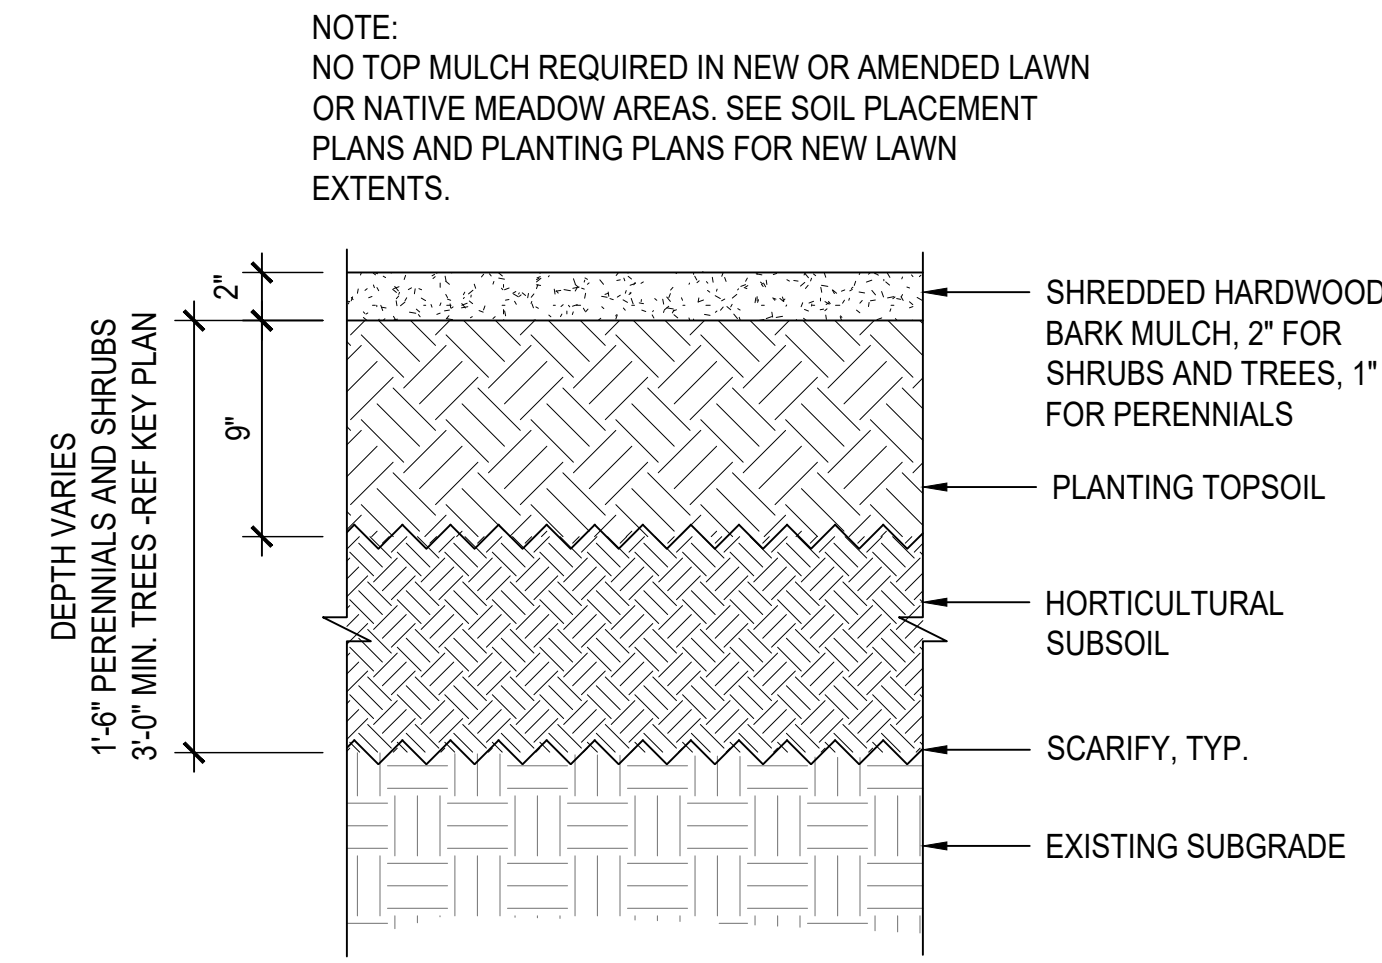 NOTE:
NO TOP MULCH REQUIRED IN NEW OR AMENDED LAWN
OR NATIVE MEADOW AREAS. SEE SOIL PLACEMENT
PLANS AND PLANTING PLANS FOR NEW LAWN
EXTENTS.
2"
9"
DEPTH VARIES
1'-6" PERENNIALS AND SHRUBS
3'-0" MIN. TREES -REF KEY PLAN
SHREDDED HARDWOOD
BARK MULCH, 2" FOR
SHRUBS AND TREES, 1"
FOR PERENNIALS
PLANTING TOPSOIL
HORTICULTURAL
SUBSOIL
SCARIFY, TYP.
EXISTING SUBGRADE